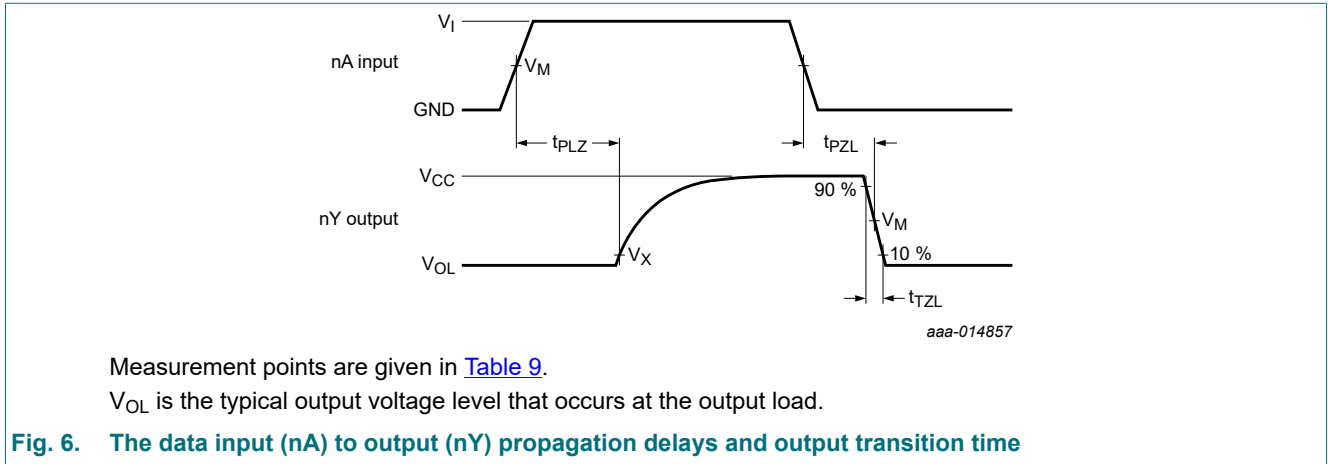 V_I
nA input
V_M
GND
t_PLZ
t_PZL
V_CC
90 %
nY output
V_M
V_X
10 %
V_OL
t_TZL
aaa-014857
Measurement points are given in Table 9.
V_OL is the typical output voltage level that occurs at the output load.
Fig. 6. The data input (nA) to output (nY) propagation delays and output transition time